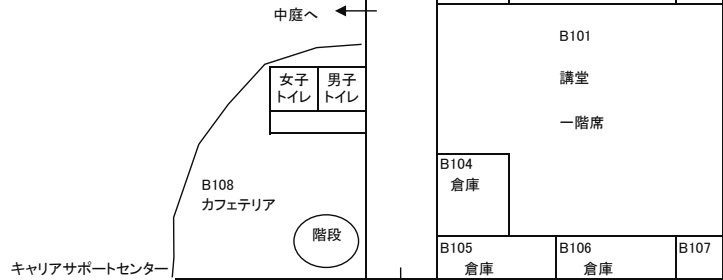 中庭へ
B101
講堂
一階席
女子
トイレ
男子
トイレ
B104
倉庫
B108
カフェテリア
階段
B105
倉庫
B106
倉庫
B107
キャリアサポートセンター